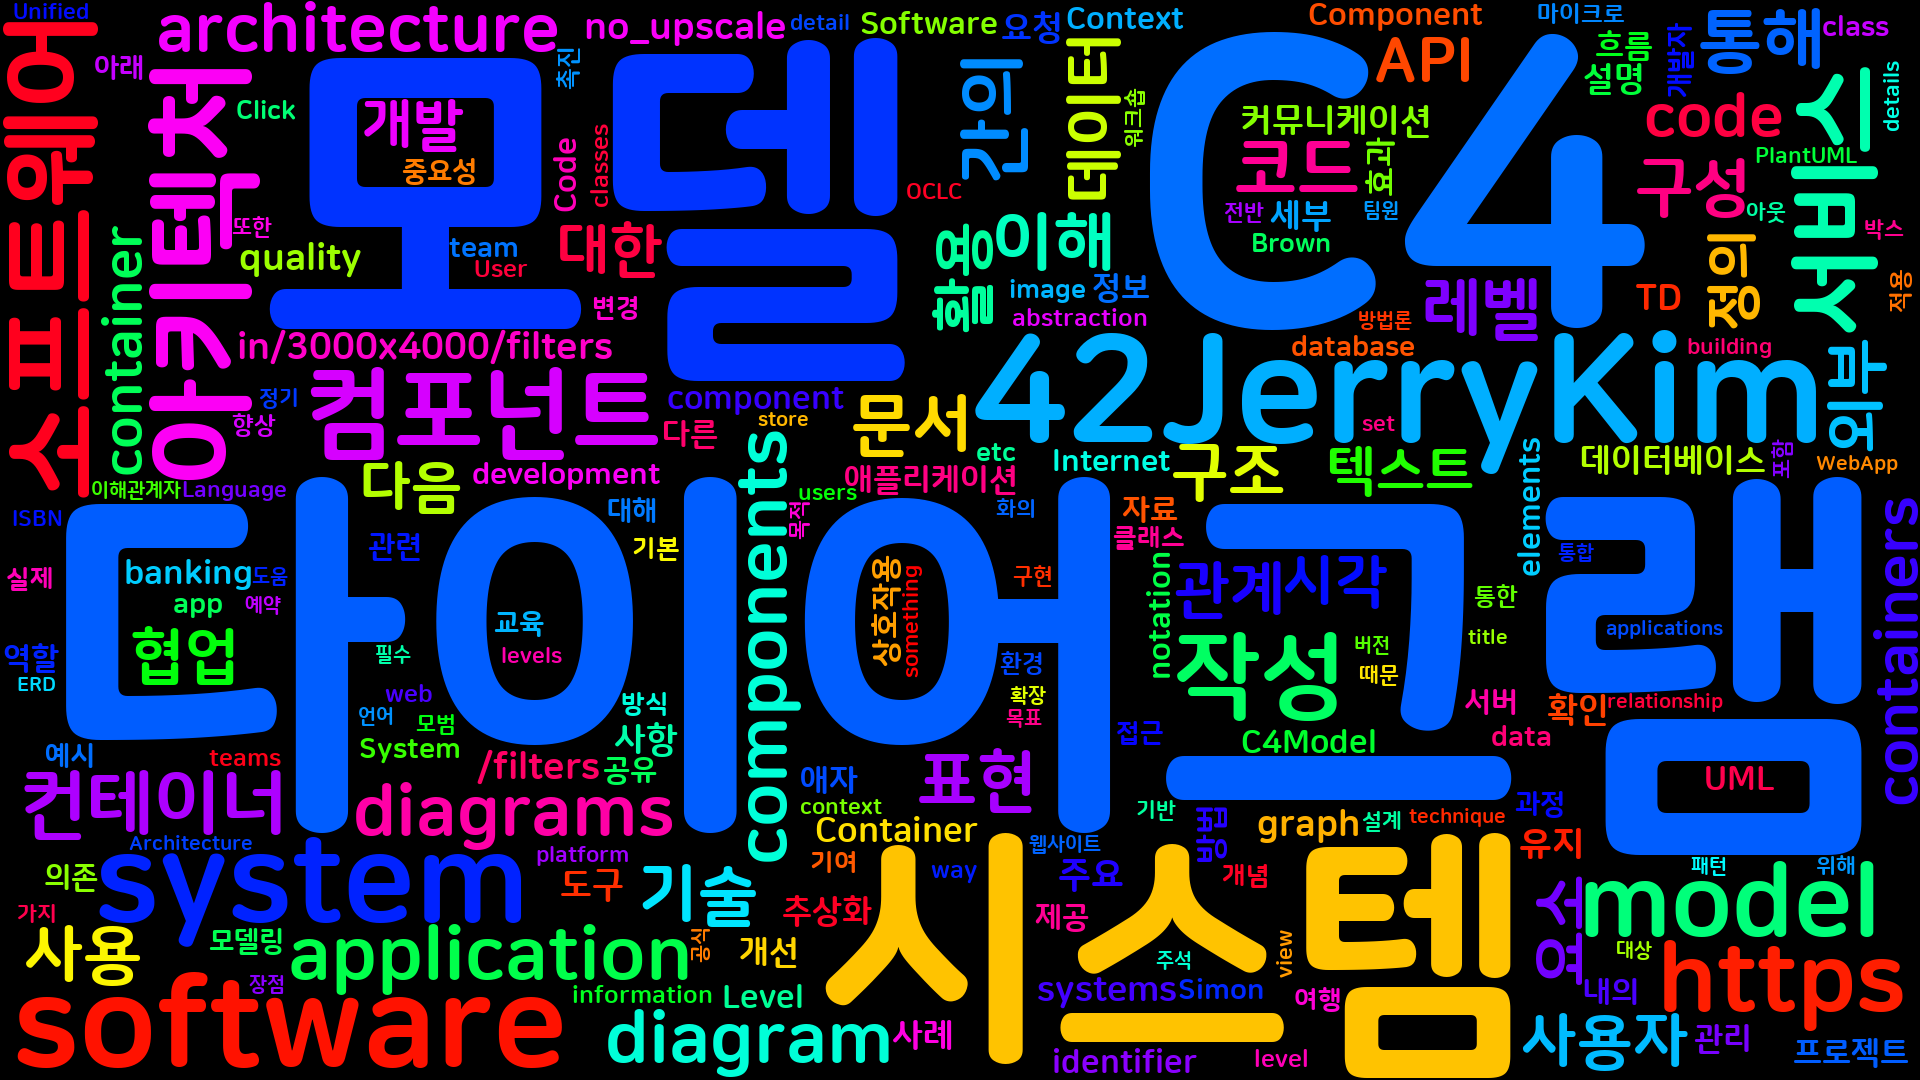 Unified
architecture
no_upscale
detail
Software
요청
Context
Component
마이크로
통해
class
소프트웨어
아래
아키텍처
Click
모델
개발
중요성
촉진
Code
classes
간의
데이터
워크숍
C4
API
흐름
설명
개발자
code
서비스
details
커뮤니케이션
코드
효과
PlantUML
구성
OCLC
전반
세부
팀원
아웃
박스
container
또한
quality
team
User
대한
활용
이해
Brown
정의
변경
image
정보
abstraction
레벨
TD
적용
방법론
in/3000x4000/filters
42JerryKim
database
building
외부
컴포넌트
정기
향상
component
store
다른
문서
set
etc
Internet
구조
텍스트
elements
데이터베이스
포함
WebApp
이해관계자
Language
다음
development
components
users
애플리케이션
ISBN
다이어그램
대해
목적
화의
자료
클래스
관련
기본
통합
containers
실제
banking
도움
app
예약
협업
교육
levels
상호작용
something
구현
notation
관계
시각
통한
applications
title
역할
ERD
필수
환경
작성
버전
때문
web
확장
언어
모범
방식
목표
서버
확인
relationship
System
사항
접근
C4Model
data
예시
teams
/filters
공유
애자
표현
UML
컨테이너
diagrams
context
Container
기반
방법
graph
설계
technique
과정
Architecture
system
platform
웹사이트
유지
의존
기여
way
주요
개념
패턴
위해
도구
기술
시스템
model
가지
추상화
제공
서
여
사용
모델링
application
공식
개선
주석
view
대상
https
software
장점
information
Level
systems
Simon
여행
내의
diagram
사례
identifier
level
사용자
관리
프로젝트